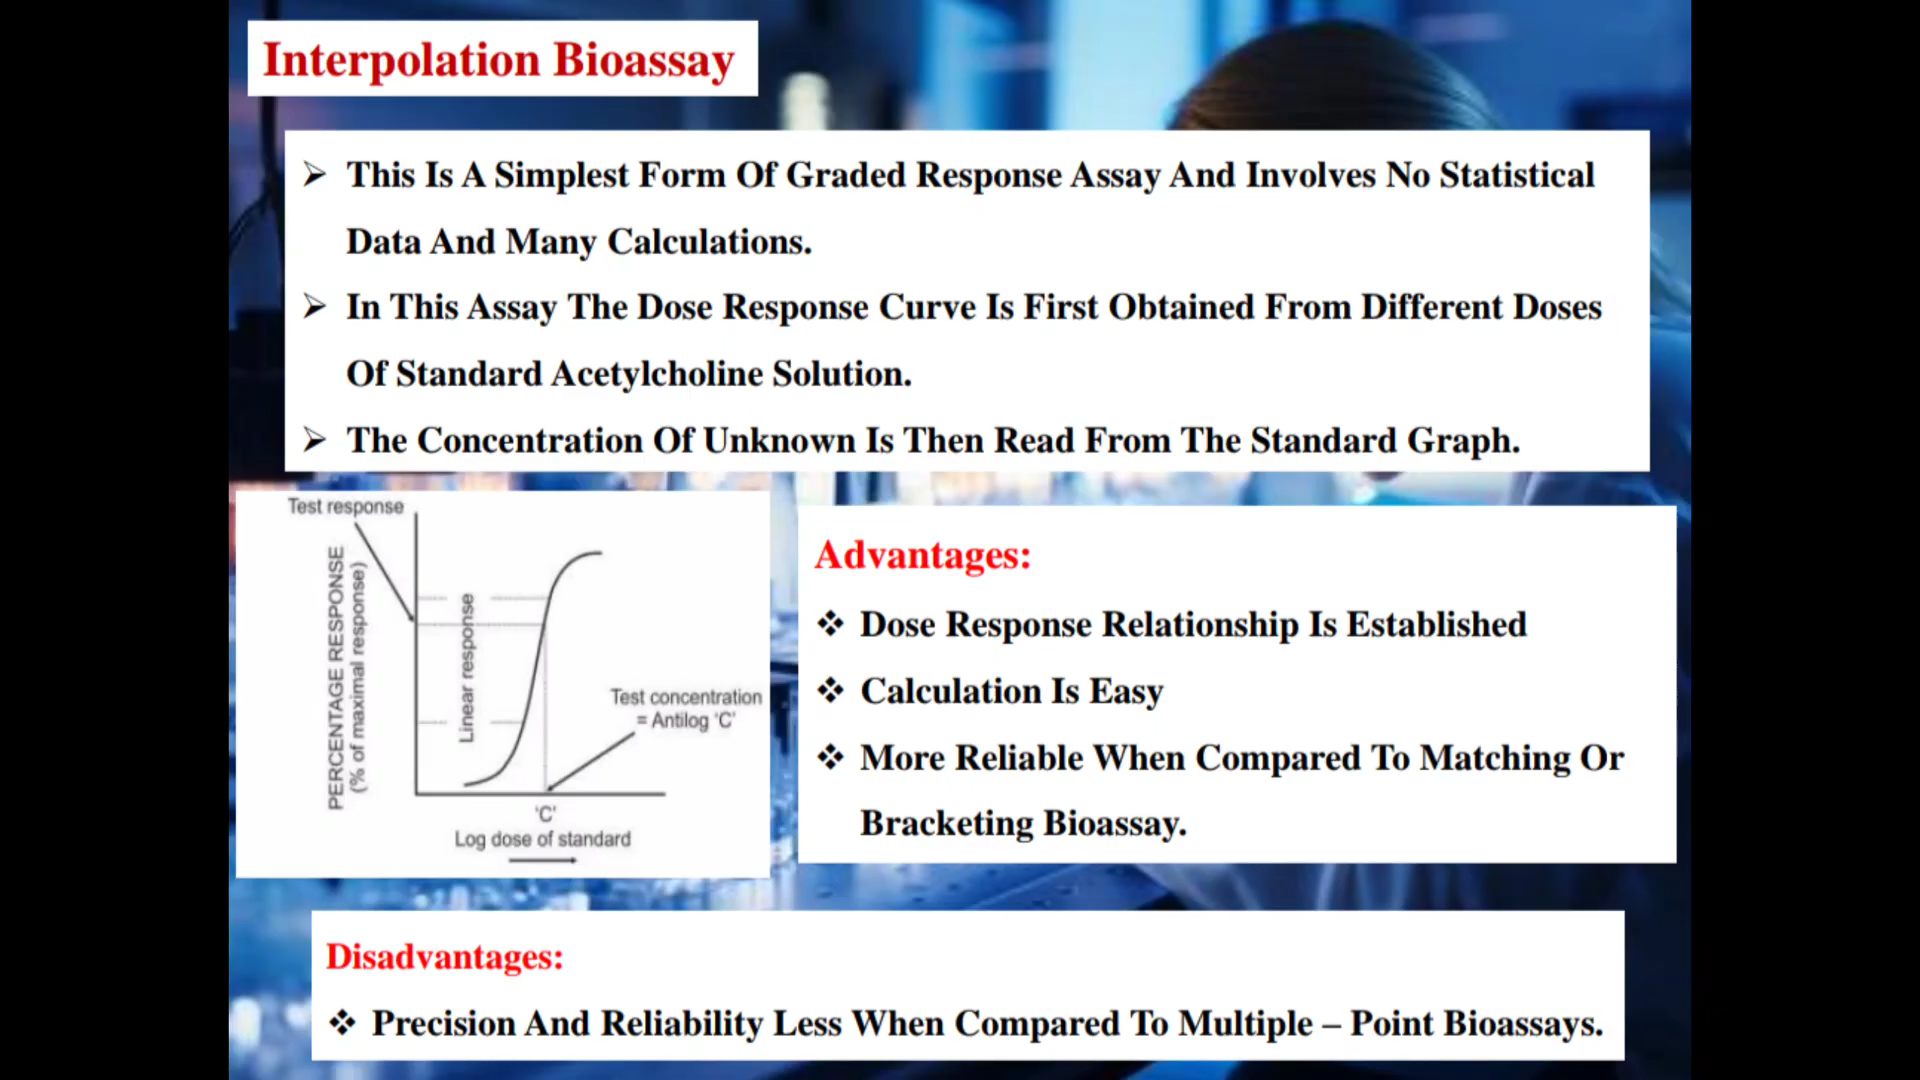 Interpolation Bioassay
This Is A Simplest Form Of Graded Response Assay And Involves No Statistical
Data And Many Calculations.
In This Assay The Dose Response Curve Is First Obtained From Different Doses
Of Standard Acetylcholine Solution.
The Concentration Of Unknown Is Then Read From The Standard Graph.
Test response
PERCENTAGE RESPONSE
(% of maximal response)
Linear response
Test concentration
= Antilog 'C'
'C'
Log dose of standard
Advantages:
Dose Response Relationship Is Established
Calculation Is Easy
More Reliable When Compared To Matching Or
Bracketing Bioassay.
Disadvantages:
Precision And Reliability Less When Compared To Multiple – Point Bioassays.